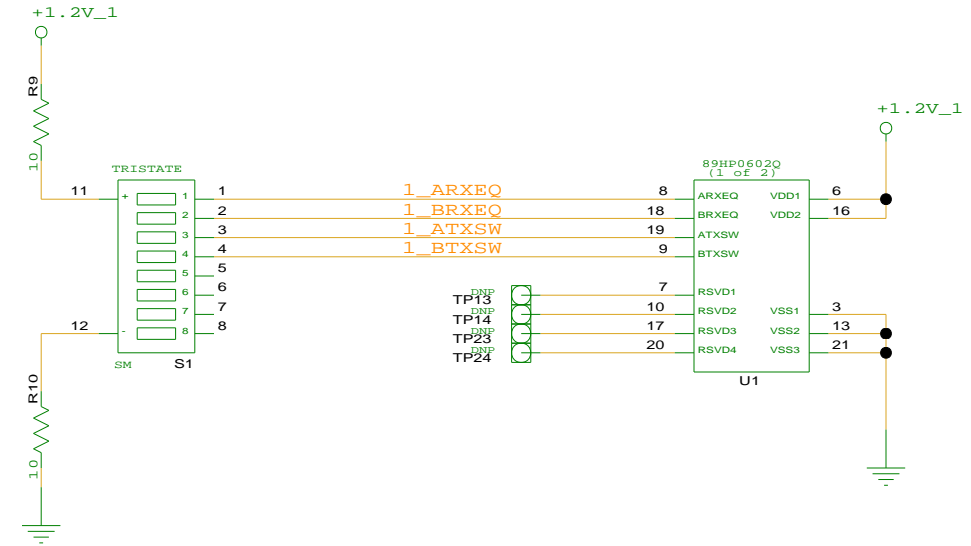 +1.2V_1
R9
10
TRISTATE
11
+
1
1
2
2
3
3
4
4
5
5
6
6
7
7
8
8
12
-
SM
S1
R10
10
1_ARXEQ
1_BRXEQ
1_ATXSW
1_BTXSW
DNP
TP13
DNP
TP14
DNP
TP23
DNP
TP24
89HP0602Q
(1 of 2)
8
ARXEQ
VDD1
6
18
BRXEQ
VDD2
16
19
ATXSW
9
BTXSW
7
RSVD1
10
RSVD2
VSS1
3
17
RSVD3
VSS2
13
20
RSVD4
VSS3
21
U1
+1.2V_1